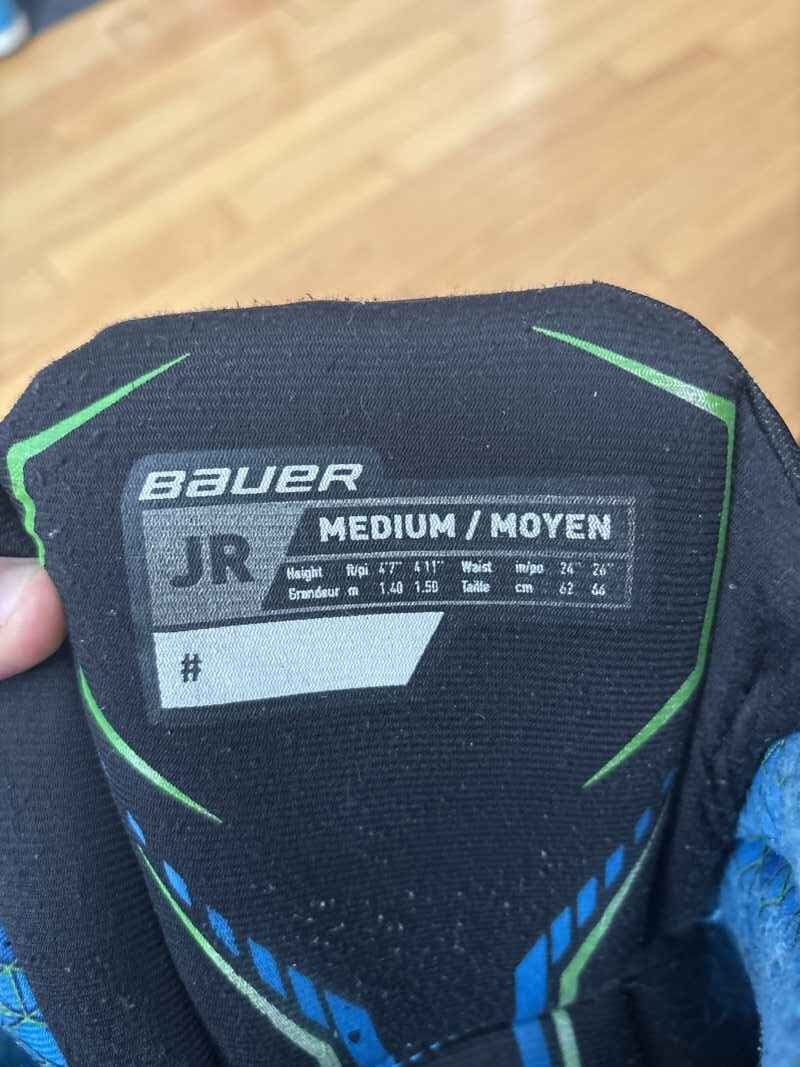 BAUER
JR
MEDIUM / MOYEN
Height ft/pi 4'7" 4'11" Waist in/po 24" 26"
Grandeur m 1.40 1.50 Taille cm 62 66
#